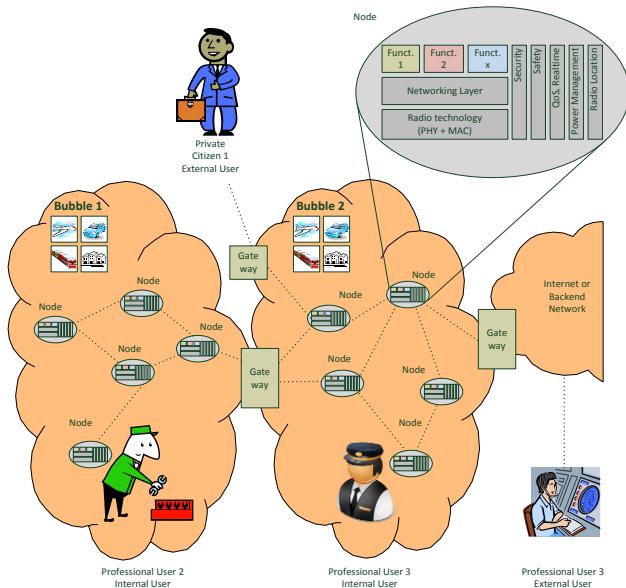 Node
Funct.
1
Funct.
2
Funct.
x
Networking Layer
Radio technology
(PHY + MAC)
Security
Safety
QoS, Realtime
Power Management
Radio Location
Private
Citizen 1
External User
Bubble 1
Bubble 2
Gate
way
Node
Node
Node
Node
Node
Node
Node
Node
Node
Node
Gate
way
Gate
way
Internet or
Backend
Network
Professional User 2
Internal User
Professional User 3
Internal User
Professional User 3
External User